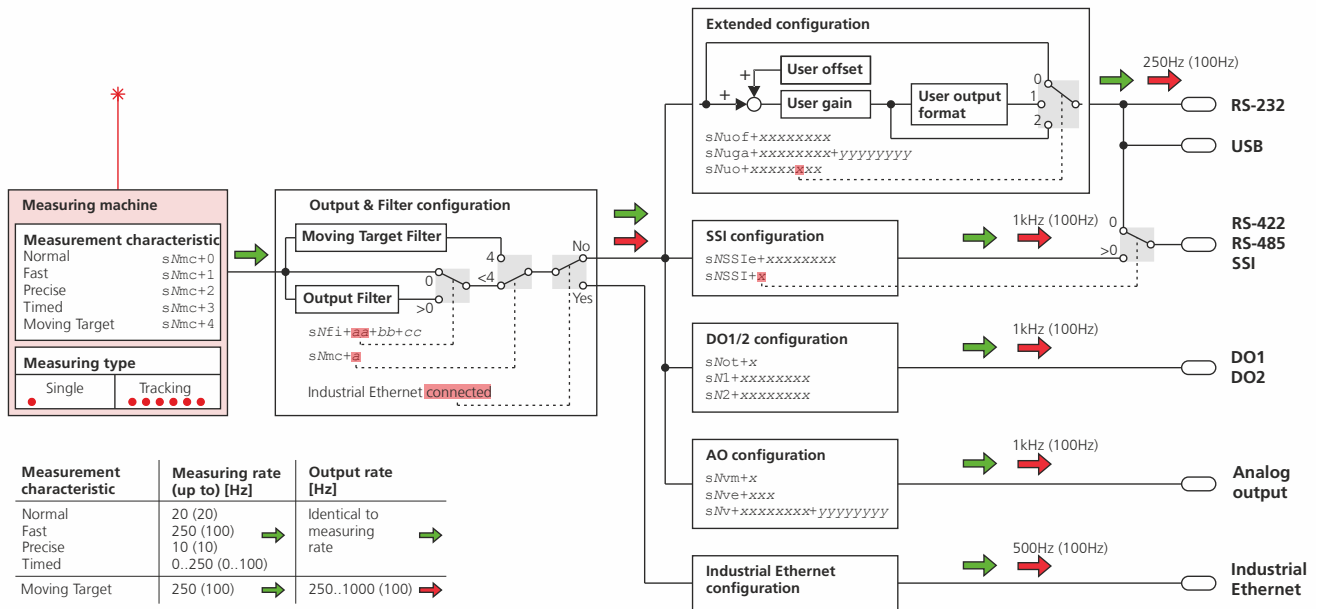 Measuring machine
Measurement characteristic
Normal sNmc+0
Fast sNmc+1
Precise sNmc+2
Timed sNmc+3
Moving Target sNmc+4
Measuring type
Single Tracking
Output & Filter configuration
Moving Target Filter
Output Filter
4
<4
0
>0
No
Yes
sNfi+aa+bb+cc
sNmc+a
Industrial Ethernet connected
Extended configuration
User offset
+
+
User gain
User output
format
0
1
2
sNuof+xxxxxxxx
sNuga+xxxxxxxx+yyyyyyyy
sNuo+xxxxxxxx
250Hz (100Hz)
RS-232
USB
SSI configuration
sNSSIe+xxxxxxxx
sNSSI+x
1kHz (100Hz)
0
>0
RS-422
RS-485
SSI
DO1/2 configuration
sNot+x
sN1+xxxxxxxx
sN2+xxxxxxxx
1kHz (100Hz)
DO1
DO2
AO configuration
sNvm+x
sNve+xxx
sNv+xxxxxxxx+yyyyyyyy
1kHz (100Hz)
Analog
output
Industrial Ethernet
configuration
500Hz (100Hz)
Industrial
Ethernet
Measurement characteristic
Measuring rate (up to) [Hz]
Output rate [Hz]
Normal 20 (20) Identical to
Fast 250 (100) measuring
Precise 10 (10) rate
Timed 0..250 (0..100)
Moving Target 250 (100) 250..1000 (100)